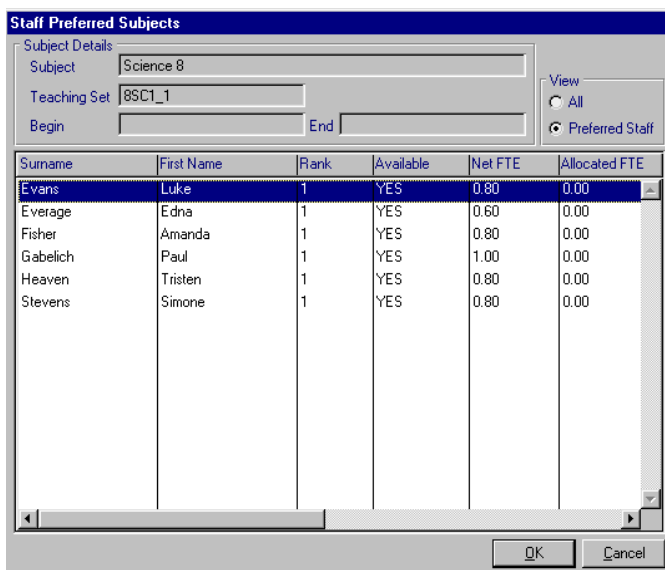 Staff Preferred Subjects
Subject Details
Subject Science 8
Teaching Set 8SC1_1
Begin End
View
All
Preferred Staff
Surname First Name Rank Available Net FTE Allocated FTE
Evans Luke 1 YES 0.80 0.00
Everage Edna 1 YES 0.60 0.00
Fisher Amanda 1 YES 0.80 0.00
Gabelich Paul 1 YES 1.00 0.00
Heaven Tristen 1 YES 0.80 0.00
Stevens Simone 1 YES 0.80 0.00
OK Cancel